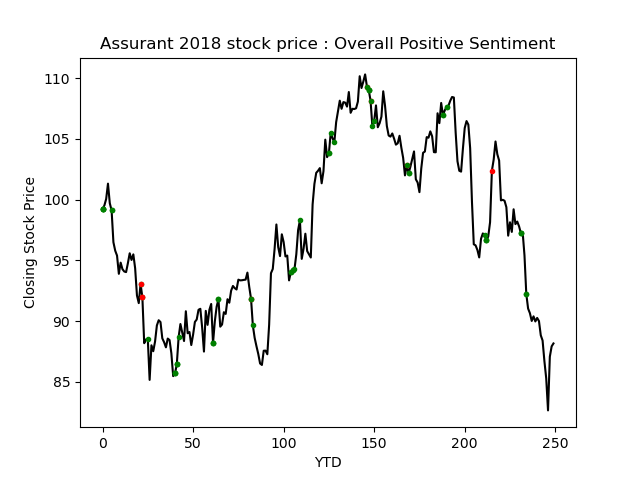 Assurant 2018 stock price : Overall Positive Sentiment
110
105
100
95
90
85
Closing Stock Price
0 50 100 150 200 250
YTD